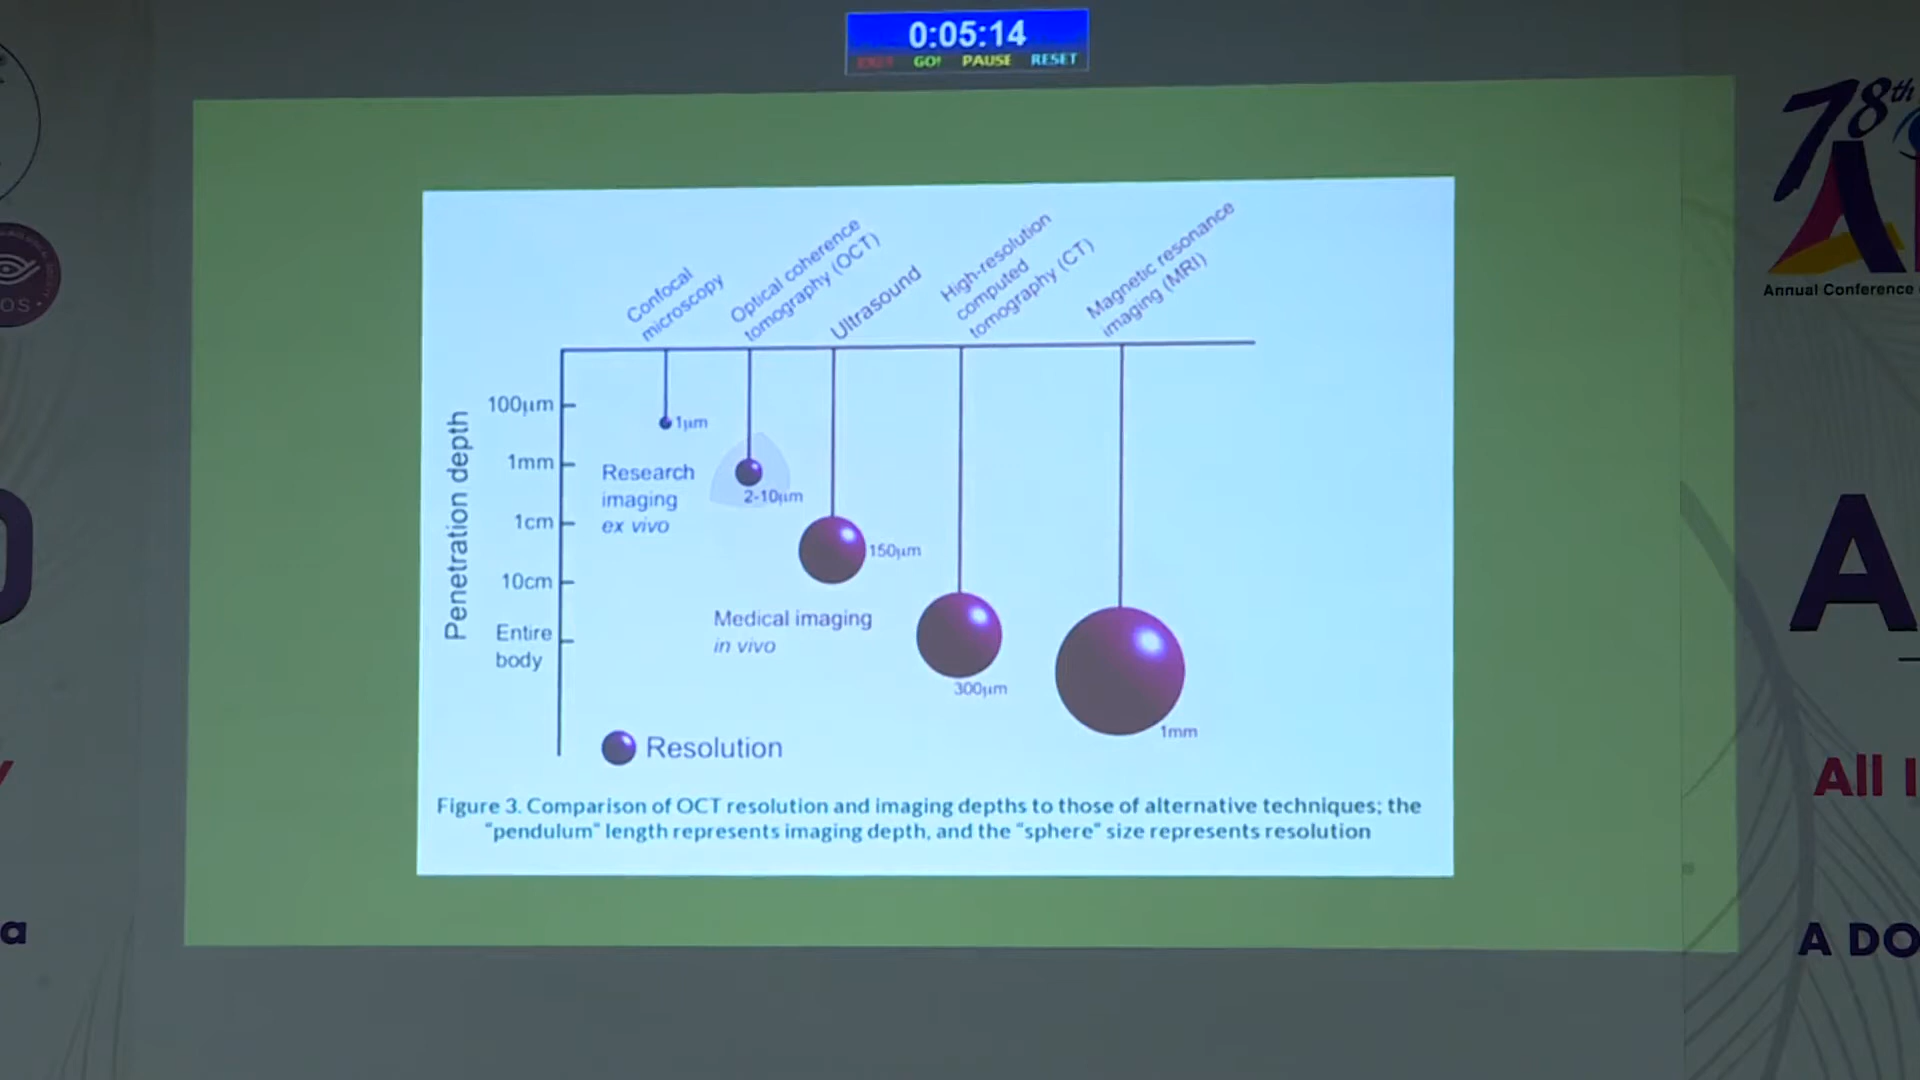 0:05:14
EXIT GO! PAUSE RESET
78th
Annual Conference
OS
Confocal
microscopy
Optical coherence
tomography (OCT)
Ultrasound
High-resolution
computed
tomography (CT)
Magnetic resonance
imaging (MRI)
Penetration depth
100µm
1mm
1cm
10cm
Entire
body
1µm
2-10µm
150µm
300µm
1mm
Research
imaging
ex vivo
Medical imaging
in vivo
Resolution
Figure 3. Comparison of OCT resolution and imaging depths to those of alternative techniques; the
"pendulum" length represents imaging depth, and the "sphere" size represents resolution
A
All I
a
A DO